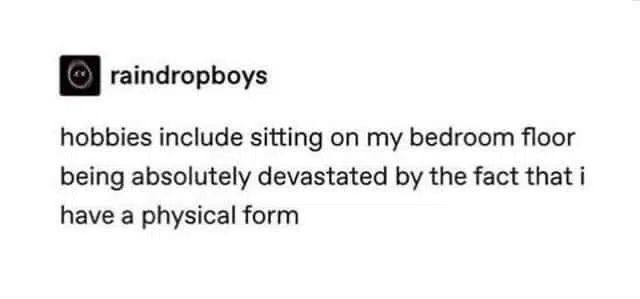 raindropboys
hobbies include sitting on my bedroom floor
being absolutely devastated by the fact that i
have a physical form